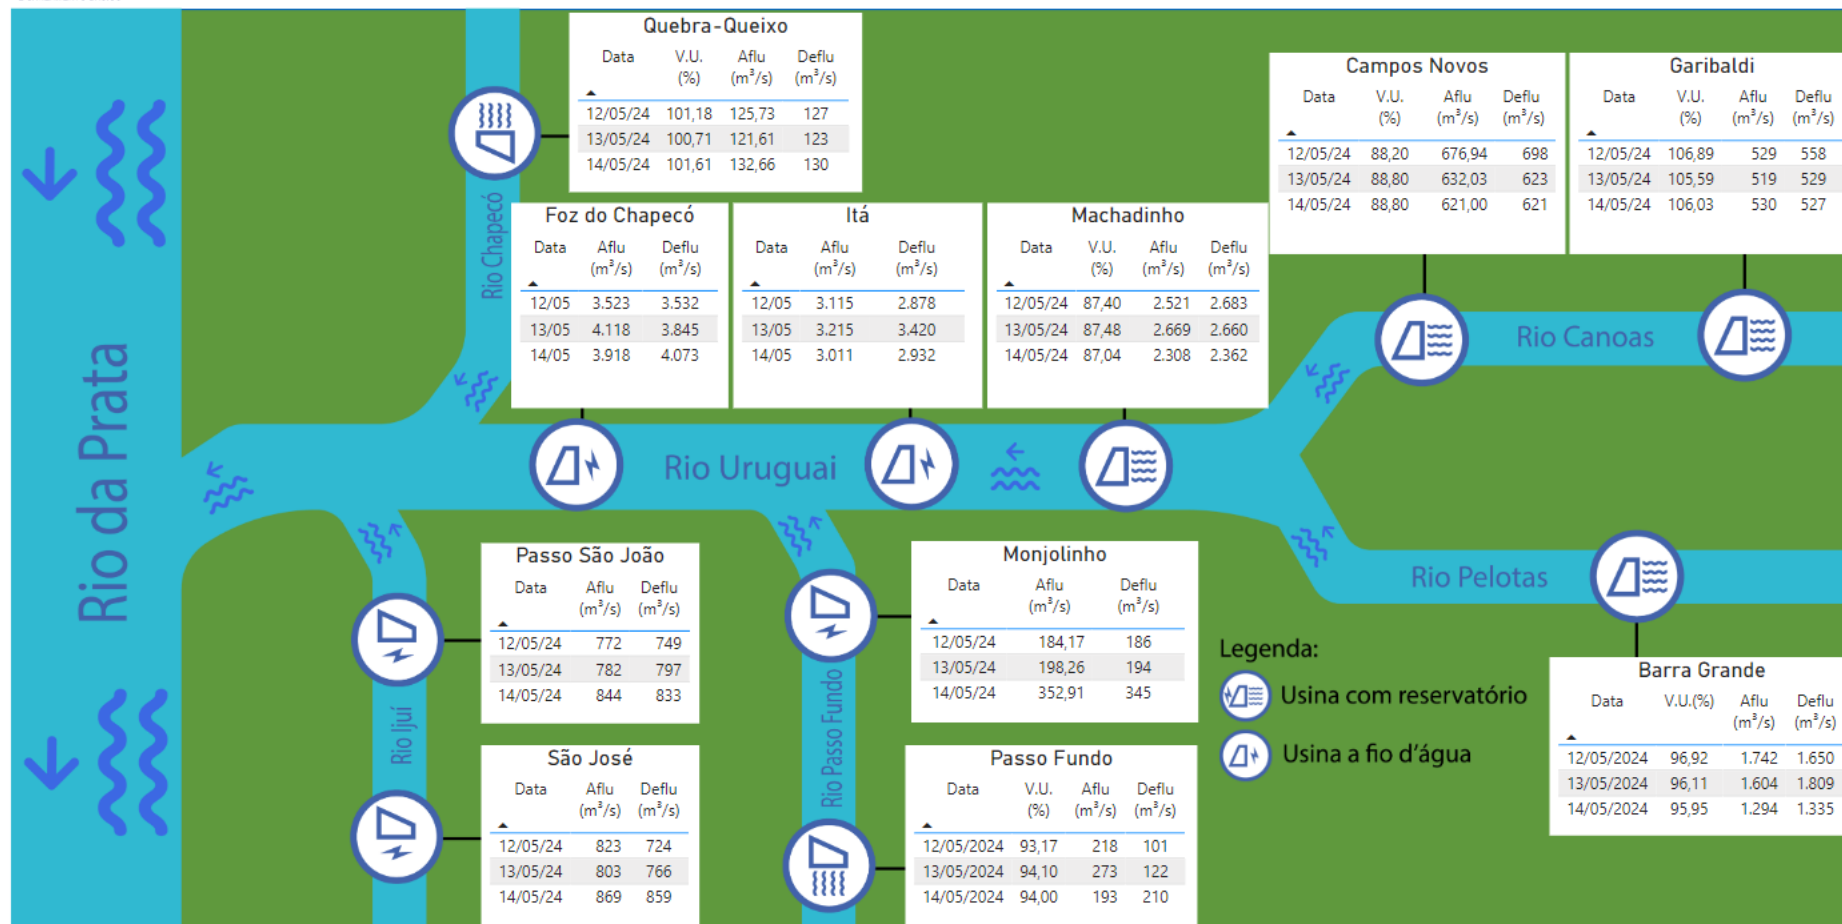 Quebra-Queixo
Data V.U. (%) Aflu (m³/s) Deflu (m³/s)
12/05/24 101,18 125,73 127
13/05/24 100,71 121,61 123
14/05/24 101,61 132,66 130
Campos Novos
Data V.U. (%) Aflu (m³/s) Deflu (m³/s)
12/05/24 88,20 676,94 698
13/05/24 88,80 632,03 623
14/05/24 88,80 621,00 621
Garibaldi
Data V.U. (%) Aflu (m³/s) Deflu (m³/s)
12/05/24 106,89 529 558
13/05/24 105,59 519 529
14/05/24 106,03 530 527
Rio Chapecó
Foz do Chapecó
Data Aflu (m³/s) Deflu (m³/s)
12/05 3.523 3.532
13/05 4.118 3.845
14/05 3.918 4.073
Itá
Data Aflu (m³/s) Deflu (m³/s)
12/05 3.115 2.878
13/05 3.215 3.420
14/05 3.011 2.932
Machadinho
Data V.U. (%) Aflu (m³/s) Deflu (m³/s)
12/05/24 87,40 2.521 2.683
13/05/24 87,48 2.669 2.660
14/05/24 87,04 2.308 2.362
Rio Canoas
Rio da Prata
Rio Uruguai
Rio Pelotas
Passo São João
Data Aflu (m³/s) Deflu (m³/s)
12/05/24 772 749
13/05/24 782 797
14/05/24 844 833
Monjolinho
Data Aflu (m³/s) Deflu (m³/s)
12/05/24 184,17 186
13/05/24 198,26 194
14/05/24 352,91 345
Legenda:
Usina com reservatório
Usina a fio d'água
Barra Grande
Data V.U.(%) Aflu (m³/s) Deflu (m³/s)
12/05/2024 96,92 1.742 1.650
13/05/2024 96,11 1.604 1.809
14/05/2024 95,95 1.294 1.335
Rio Ijuí
Rio Passo Fundo
São José
Data Aflu (m³/s) Deflu (m³/s)
12/05/24 823 724
13/05/24 803 766
14/05/24 869 859
Passo Fundo
Data V.U. (%) Aflu (m³/s) Deflu (m³/s)
12/05/2024 93,17 218 101
13/05/2024 94,10 273 122
14/05/2024 94,00 193 210